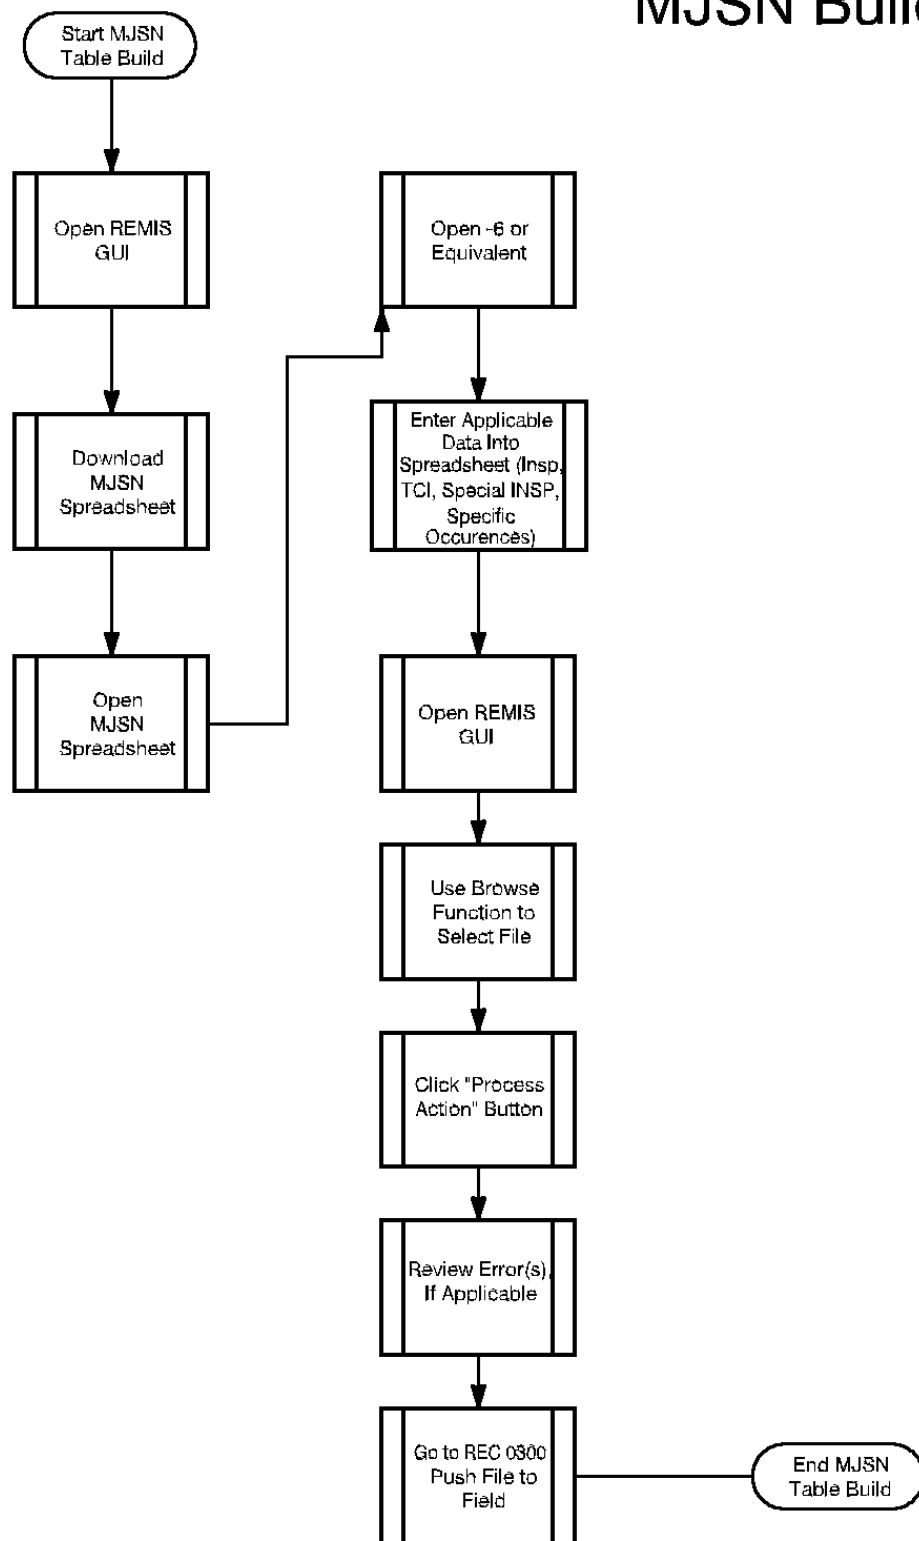 MJSN Build
Start MJSN
Table Build
Open REMIS
GUI
Download
MJSN
Spreadsheet
Open
MJSN
Spreadsheet
Open -6 or
Equivalent
Enter Applicable
Data Into
Spreadsheet (Insp,
TCI, Special INSP,
Specific
Occurences)
Open REMIS
GUI
Use Browse
Function to
Select File
Click "Process
Action" Button
Review Error(s),
If Applicable
Go to REC 0300
Push File to
Field
End MJSN
Table Build